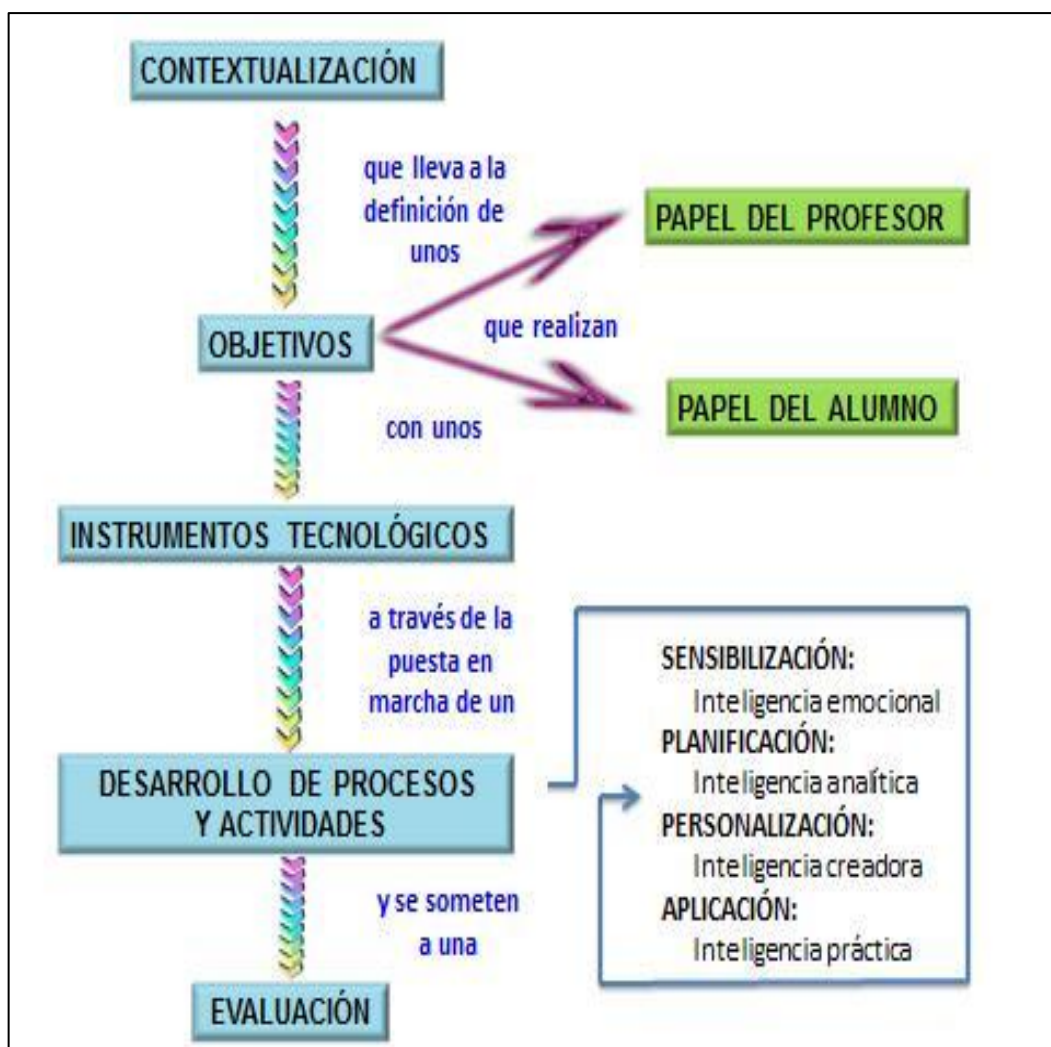 CONTEXTUALIZACIÓN
que lleva a la
definición de
unos
PAPEL DEL PROFESOR
OBJETIVOS
que realizan
PAPEL DEL ALUMNO
con unos
INSTRUMENTOS TECNOLÓGICOS
a través de la
puesta en
marcha de un
DESARROLLO DE PROCESOS
Y ACTIVIDADES
SENSIBILIZACIÓN:
Inteligencia emocional
PLANIFICACIÓN:
Inteligencia analítica
PERSONALIZACIÓN:
Inteligencia creadora
APLICACIÓN:
Inteligencia práctica
y se someten
a una
EVALUACIÓN